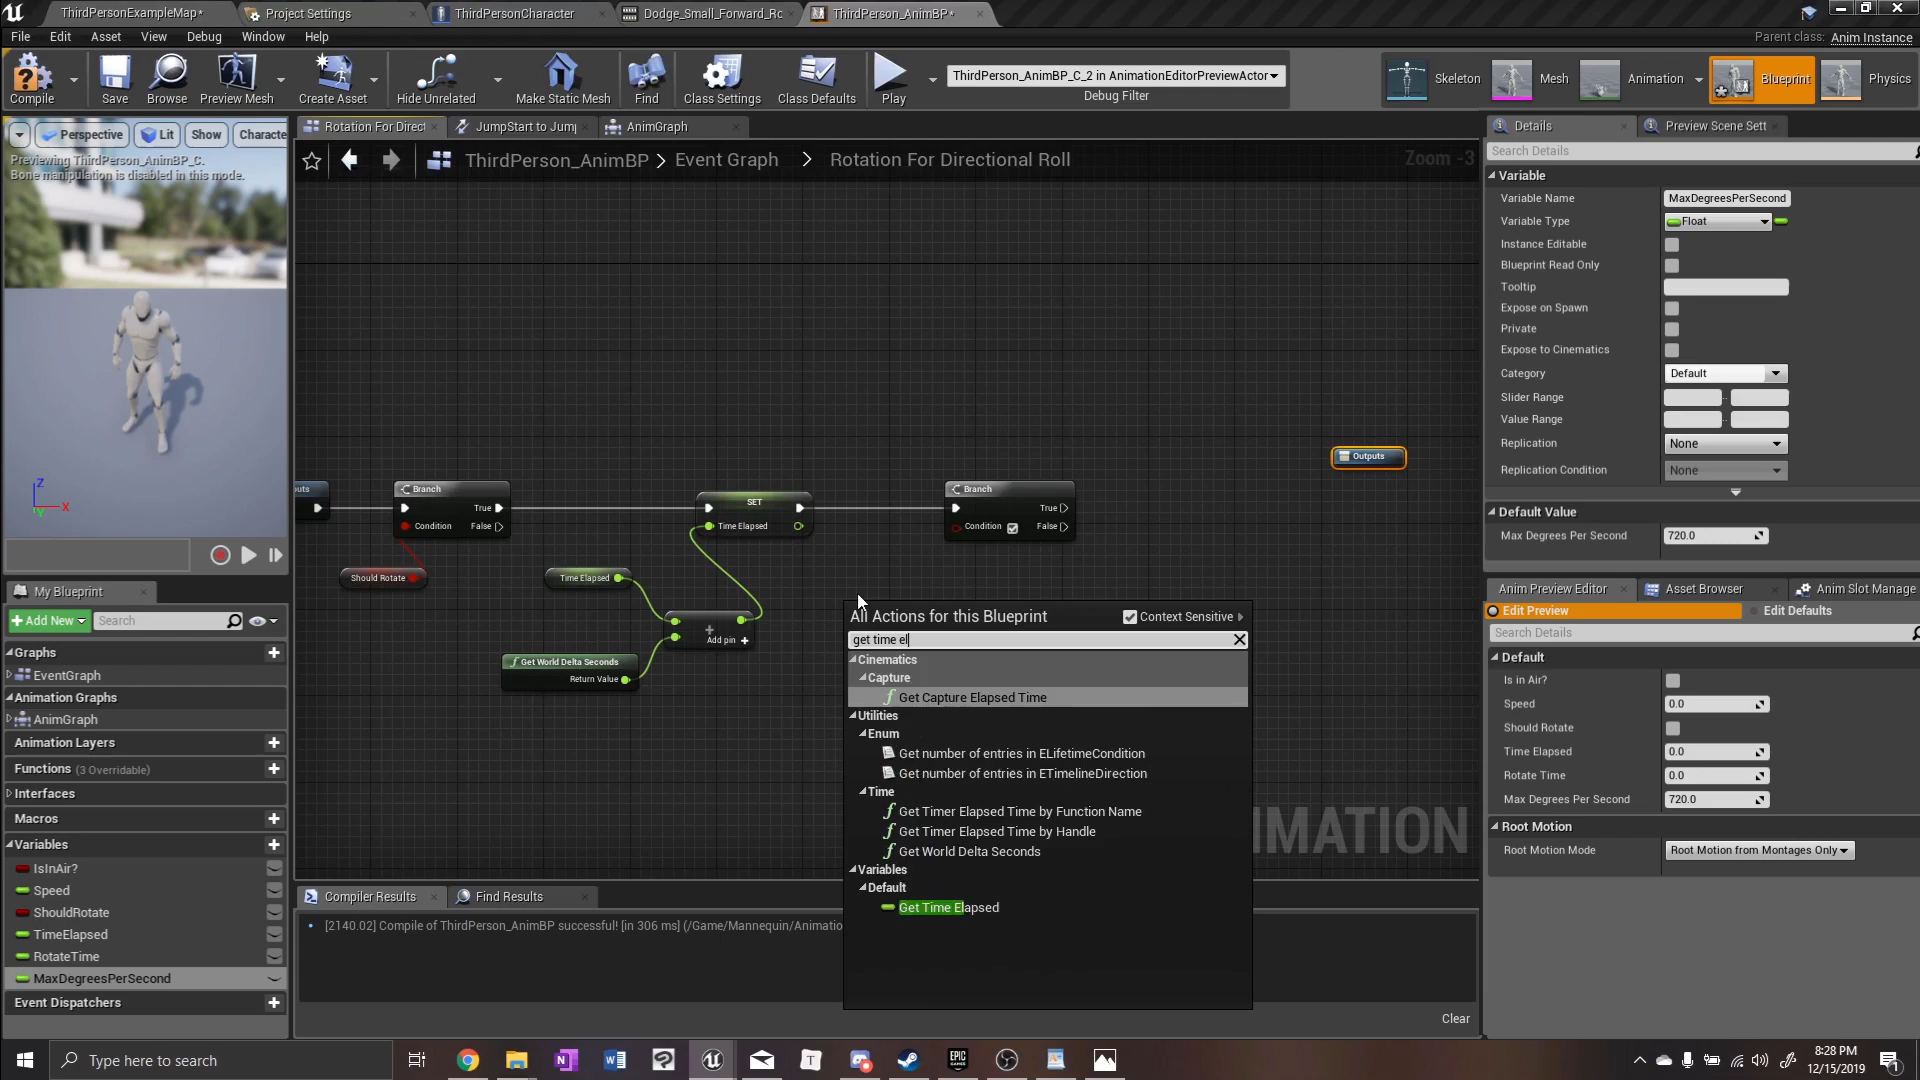 ThirdPersonExampleMap*
Project Settings
ThirdPersonCharacter
Dodge_Small_Forward_Rc
ThirdPerson_AnimBP*
File Edit Asset View Debug Window Help
Parent class: Anim Instance
Compile
Save
Browse
Preview Mesh
Create Asset
Hide Unrelated
Make Static Mesh
Find
Class Settings
Class Defaults
Play
ThirdPerson_AnimBP_C_2 in AnimationEditorPreviewActor
Debug Filter
Skeleton
Mesh
Animation
Blueprint
Physics
Perspective
Lit
Show
Characte
Previewing ThirdPerson_AnimBP_C.
Bone manipulation is disabled in this mode.
Z
X
Y
Rotation For Direct
JumpStart to Jump
AnimGraph
ThirdPerson_AnimBP > Event Graph > Rotation For Directional Roll
Zoom -3
uts
Branch
True
Condition
False
Should Rotate
SET
Time Elapsed
Time Elapsed
Add pin +
Get World Delta Seconds
Return Value
Branch
True
Condition
False
Outputs
NIMATION
All Actions for this Blueprint
Context Sensitive
get time el
Cinematics
Capture
Get Capture Elapsed Time
Utilities
Enum
Get number of entries in ELifetimeCondition
Get number of entries in ETimelineDirection
Time
Get Timer Elapsed Time by Function Name
Get Timer Elapsed Time by Handle
Get World Delta Seconds
Variables
Default
Get Time Elapsed
My Blueprint
+Add New
Search
Graphs
EventGraph
Animation Graphs
AnimGraph
Animation Layers
Functions (3 Overridable)
Interfaces
Macros
Variables
IsInAir?
Speed
ShouldRotate
TimeElapsed
RotateTime
MaxDegreesPerSecond
Event Dispatchers
Compiler Results
Find Results
[2140.02] Compile of ThirdPerson_AnimBP successful! [in 306 ms] (/Game/Mannequin/Animatio
Clear
Details
Preview Scene Sett
Search Details
Variable
Variable Name MaxDegreesPerSecond
Variable Type Float
Instance Editable
Blueprint Read Only
Tooltip
Expose on Spawn
Private
Expose to Cinematics
Category Default
Slider Range
Value Range
Replication None
Replication Condition None
Default Value
Max Degrees Per Second 720.0
Anim Preview Editor
Asset Browser
Anim Slot Manage
Edit Preview
Edit Defaults
Search Details
Default
Is in Air?
Speed 0.0
Should Rotate
Time Elapsed 0.0
Rotate Time 0.0
Max Degrees Per Second 720.0
Root Motion
Root Motion Mode Root Motion from Montages Only
Type here to search
8:28 PM
12/15/2019